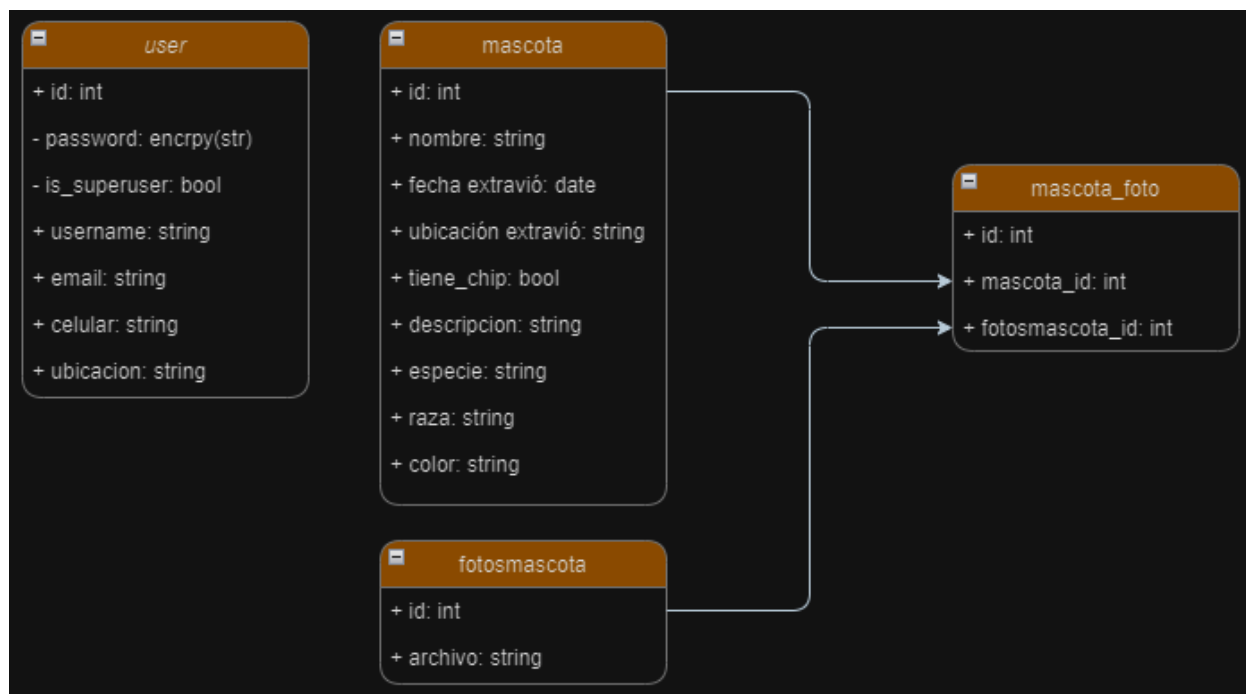 user
+ id: int
- password: encrpy(str)
- is_superuser: bool
+ username: string
+ email: string
+ celular: string
+ ubicacion: string
mascota
+ id: int
+ nombre: string
+ fecha extravió: date
+ ubicación extravió: string
+ tiene_chip: bool
+ descripcion: string
+ especie: string
+ raza: string
+ color: string
fotosmascota
+ id: int
+ archivo: string
mascota_foto
+ id: int
+ mascota_id: int
+ fotosmascota_id: int